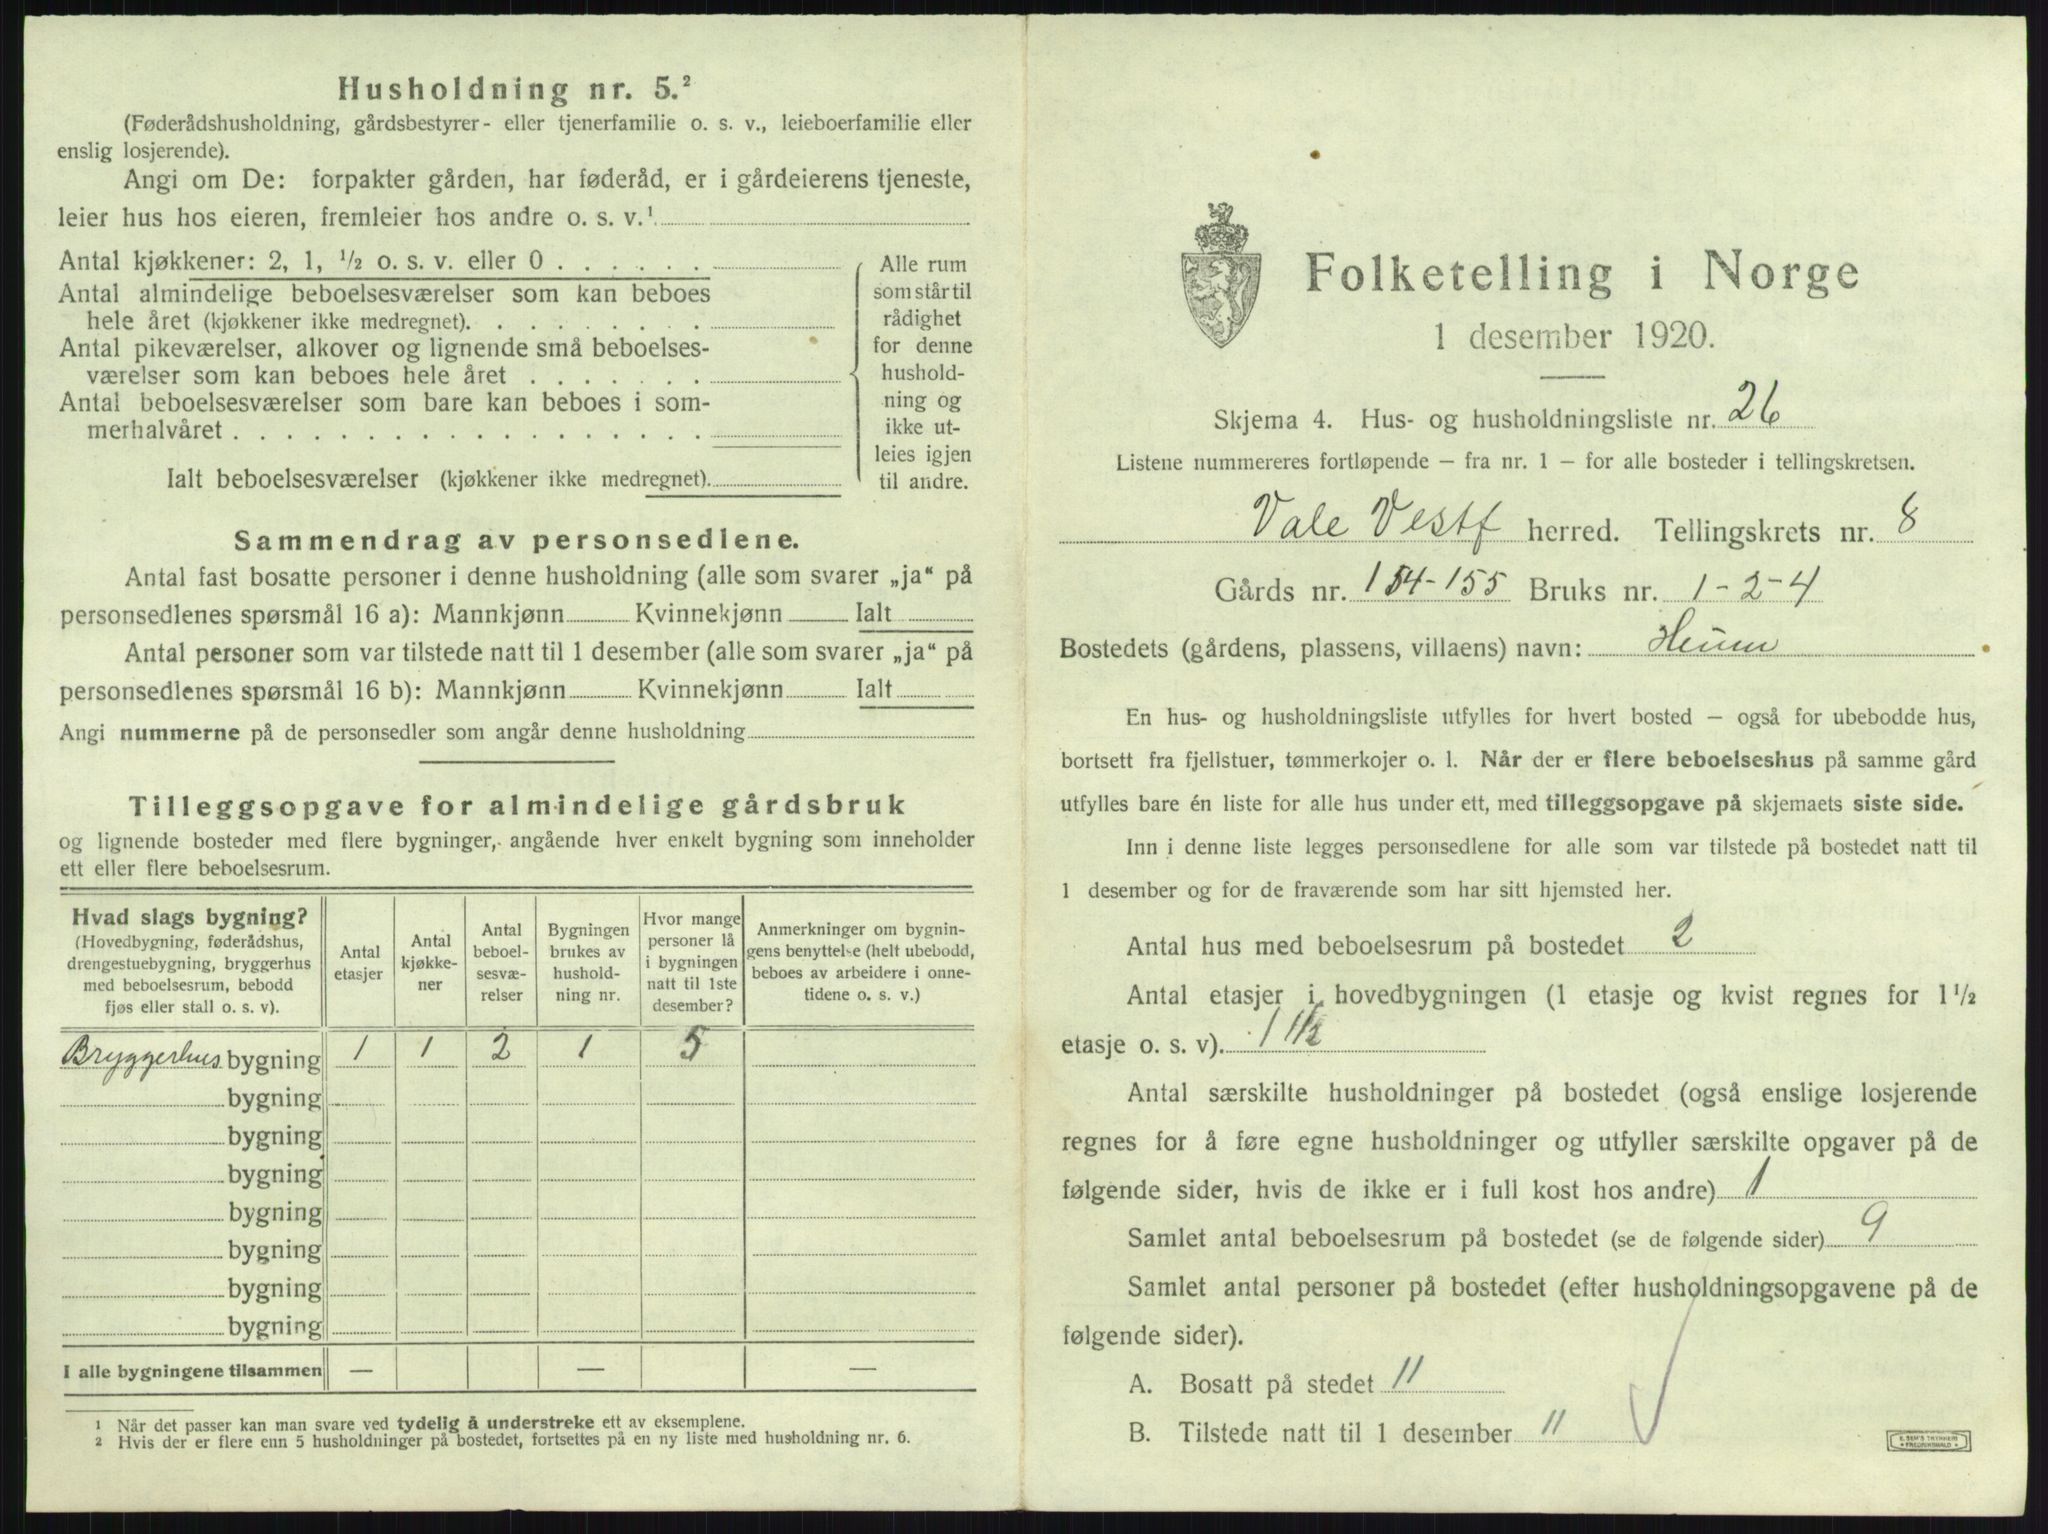 Husholdning nr. 5.²
(Føderådshusholdning, gårdsbestyrer- eller tjenerfamilie o. s. v., leieboerfamilie eller
enslig losjerende).
Angi om De: forpakter gården, har føderåd, er i gårdeierens tjeneste,
leier hus hos eieren, fremleier hos andre o. s. v.¹
Antal kjøkkener: 2, 1, ½ o. s. v. eller 0 . . . . . .
Antal almindelige beboelsesværelser som kan beboes
hele året (kjøkkener ikke medregnet). . . . . . . . .
Antal pikeværelser, alkover og lignende små beboelses-
værelser som kan beboes hele året . . . . . . .
Antal beboelsesværelser som bare kan beboes i som-
merhalvåret . . . . . . . . . . . . . . . . . .
Ialt beboelsesværelser (kjøkkener ikke medregnet).
Alle rum
som står til
rådighet
for denne
hushold-
ning og
ikke ut-
leies igjen
til andre.
Sammendrag av personsedlene.
Antal fast bosatte personer i denne husholdning (alle som svarer „ja“ på
personsedlenes spørsmål 16 a): Mannkjønn Kvinnekjønn Ialt
Antal personer som var tilstede natt til 1 desember (alle som svarer „ja“ på
personsedlenes spørsmål 16 b): Mannkjønn Kvinnekjønn Ialt
Angi nummerne på de personsedler som angår denne husholdning
Tilleggsopgave for almindelige gårdsbruk
og lignende bosteder med flere bygninger, angående hver enkelt bygning som inneholder
ett eller flere beboelsesrum.
Hvad slags bygning?
(Hovedbygning, føderådshus,
drengestuebygning, bryggerhus
med beboelsesrum, bebodd
fjøs eller stall o. s. v).
Antal
etasjer
Antal
kjøkke-
ner
Antal
beboel-
sesvæ-
relser
Bygningen
brukes av
hushold-
ning nr.
Hvor mange
personer lå
i bygningen
natt til 1ste
desember?
Anmerkninger om bygnin-
gens benyttelse (helt ubebodd,
beboes av arbeidere i onne-
tidene o. s. v.)
Bryggerhus bygning 1 1 2 1 5
bygning
bygning
bygning
bygning
bygning
bygning
bygning
I alle bygningene tilsammen — — —
¹ Når det passer kan man svare ved tydelig å understreke ett av eksemplene.
² Hvis der er flere enn 5 husholdninger på bostedet, fortsettes på en ny liste med husholdning nr. 6.
Folketelling i Norge
1 desember 1920.
Skjema 4. Hus- og husholdningsliste nr. 26
Listene nummereres fortløpende — fra nr. 1 — for alle bosteder i tellingskretsen.
Vale Vestf herred. Tellingskrets nr. 8
Gårds nr. 154-155 Bruks nr. 1-2-4
Bostedets (gårdens, plassens, villaens) navn: Heum
En hus- og husholdningsliste utfylles for hvert bosted — også for ubebodde hus,
bortsett fra fjellstuer, tømmerkojer o. l. Når der er flere beboelseshus på samme gård
utfylles bare én liste for alle hus under ett, med tilleggsopgave på skjemaets siste side.
Inn i denne liste legges personsedlene for alle som var tilstede på bostedet natt til
1 desember og for de fraværende som har sitt hjemsted her.
Antal hus med beboelsesrum på bostedet 2
Antal etasjer i hovedbygningen (1 etasje og kvist regnes for 1½
etasje o. s. v). 1 1/2
Antal særskilte husholdninger på bostedet (også enslige losjerende
regnes for å føre egne husholdninger og utfyller særskilte opgaver på de
følgende sider, hvis de ikke er i full kost hos andre) 1
Samlet antal beboelsesrum på bostedet (se de følgende sider) 9
Samlet antal personer på bostedet (efter husholdningsopgavene på de
følgende sider).
A. Bosatt på stedet 11
B. Tilstede natt til 1 desember 11
E. SEM'S TRYKKERI
FREDRIKSHALD